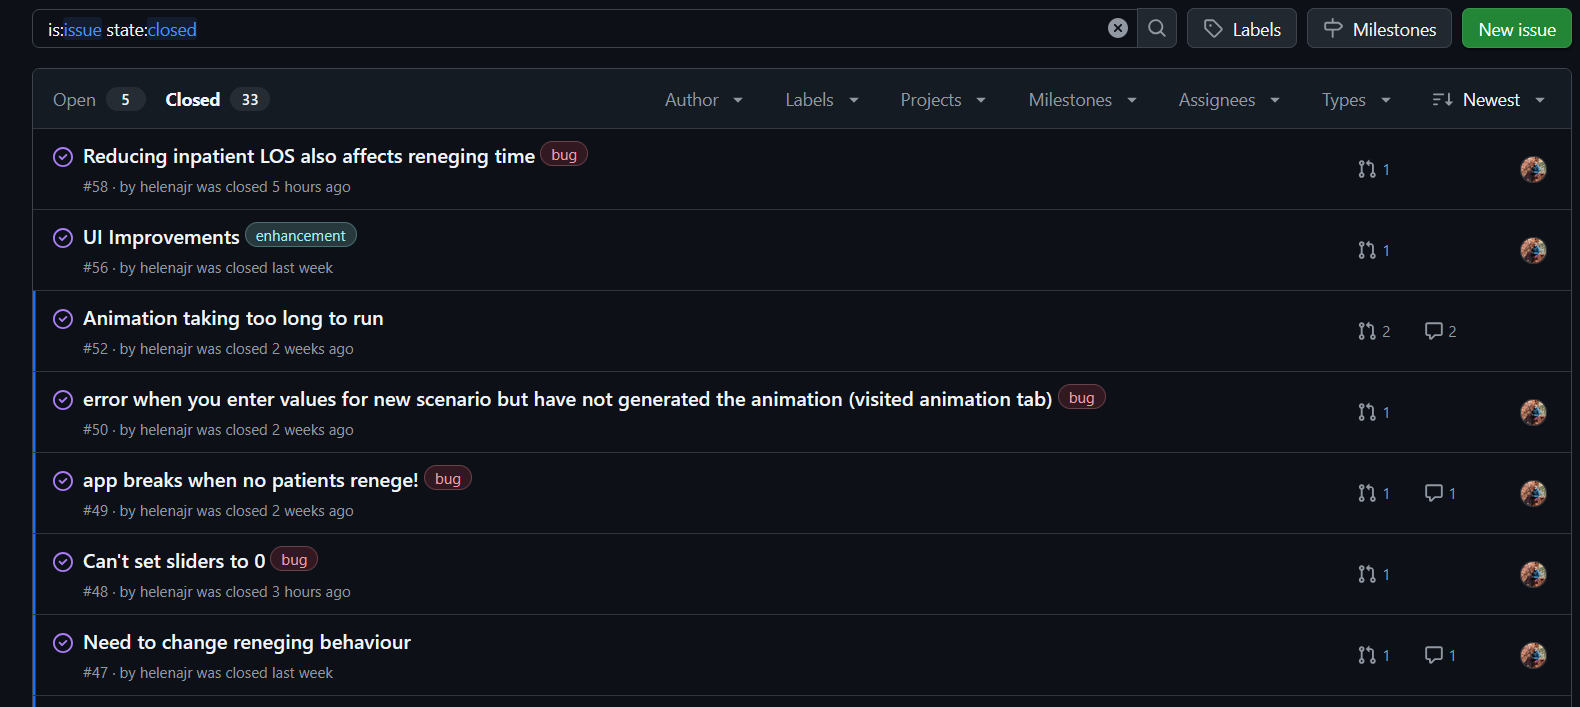 is:issue state:closed
Labels
Milestones
New issue
Open 5 Closed 33 Author Labels Projects Milestones Assignees Types Newest
Reducing inpatient LOS also affects reneging time bug
#58 · by helenajr was closed 5 hours ago
1
UI Improvements enhancement
#56 · by helenajr was closed last week
1
Animation taking too long to run
#52 · by helenajr was closed 2 weeks ago
2 2
error when you enter values for new scenario but have not generated the animation (visited animation tab) bug
#50 · by helenajr was closed 2 weeks ago
1
app breaks when no patients renege! bug
#49 · by helenajr was closed 2 weeks ago
1 1
Can't set sliders to 0 bug
#48 · by helenajr was closed 3 hours ago
1
Need to change reneging behaviour
#47 · by helenajr was closed last week
1 1